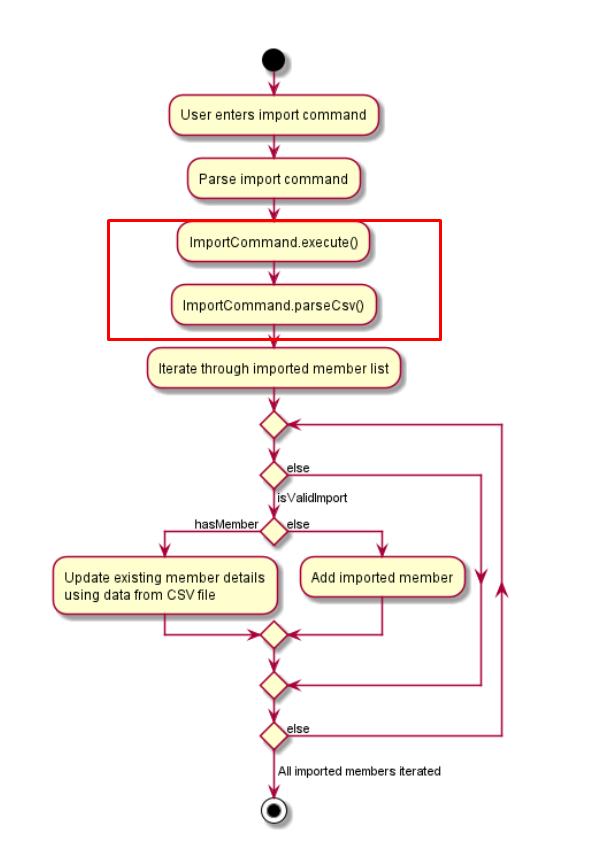 User enters import command
Parse import command
ImportCommand.execute()
ImportCommand.parseCsv()
Iterate through imported member list
else
isValidImport
hasMember
else
Update existing member details
using data from CSV file
Add imported member
else
All imported members iterated